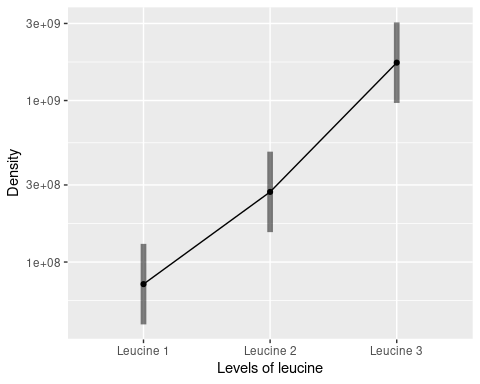 3e+09
1e+09
3e+08
1e+08
Density
Leucine 1 Leucine 2 Leucine 3
Levels of leucine